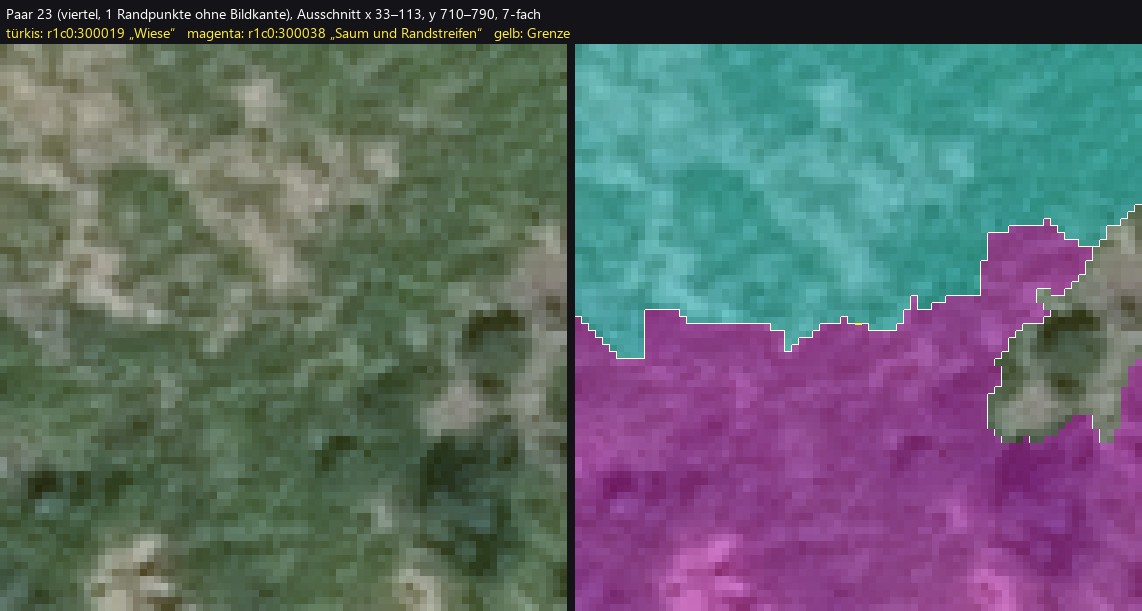 Paar 23 (viertel, 1 Randpunkte ohne Bildkante), Ausschnitt x 33–113, y 710–790, 7-fach
türkis: r1c0:300019 „Wiese“ magenta: r1c0:300038 „Saum und Randstreifen“ gelb: Grenze